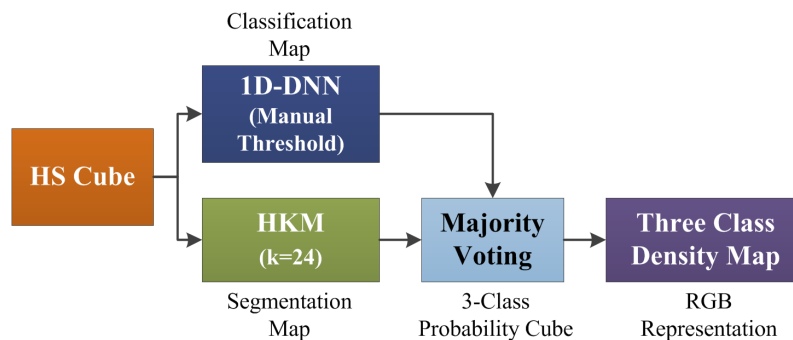 Classification
Map
1D-DNN
(Manual
Threshold)
HS Cube
HKM
(k=24)
Segmentation
Map
Majority
Voting
3-Class
Probability Cube
Three Class
Density Map
RGB
Representation